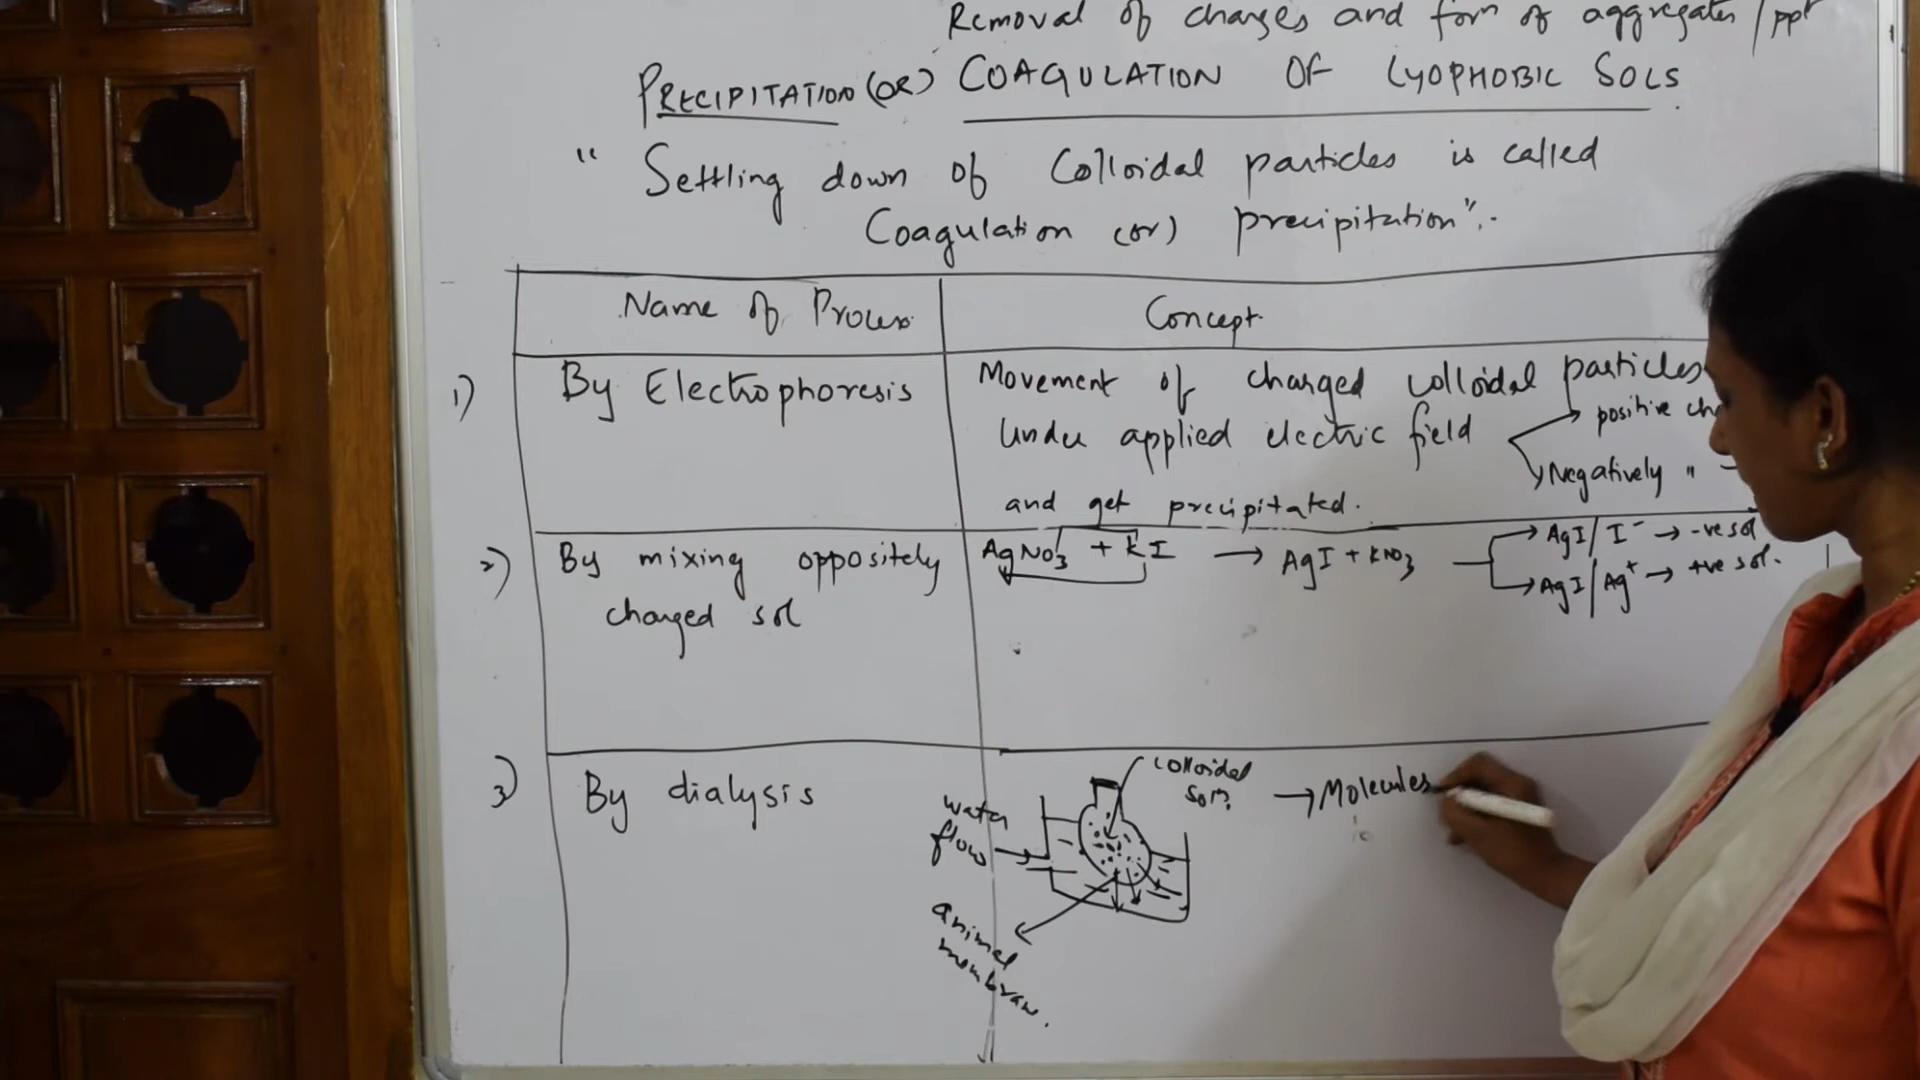 Removal of charges and form of aggregates/ppt
PRECIPITATION (OR) COAGULATION OF LYOPHOBIC SOLS
" Settling down of Colloidal particles is called
Coagulation (or) precipitation".
Name of Process
Concept
1) By Electrophoresis
Movement of charged colloidal particles
under applied electric field
positive
Negatively "
and get precipitated.
2) By mixing oppositely
charged sol
AgNO3 + KI → AgI + KNO3
AgI/I⁻ → -ve sol
AgI/Ag⁺ → +ve sol.
3) By dialysis
water
flow
colloidal
soln
animal
membrane.
→ Molecules